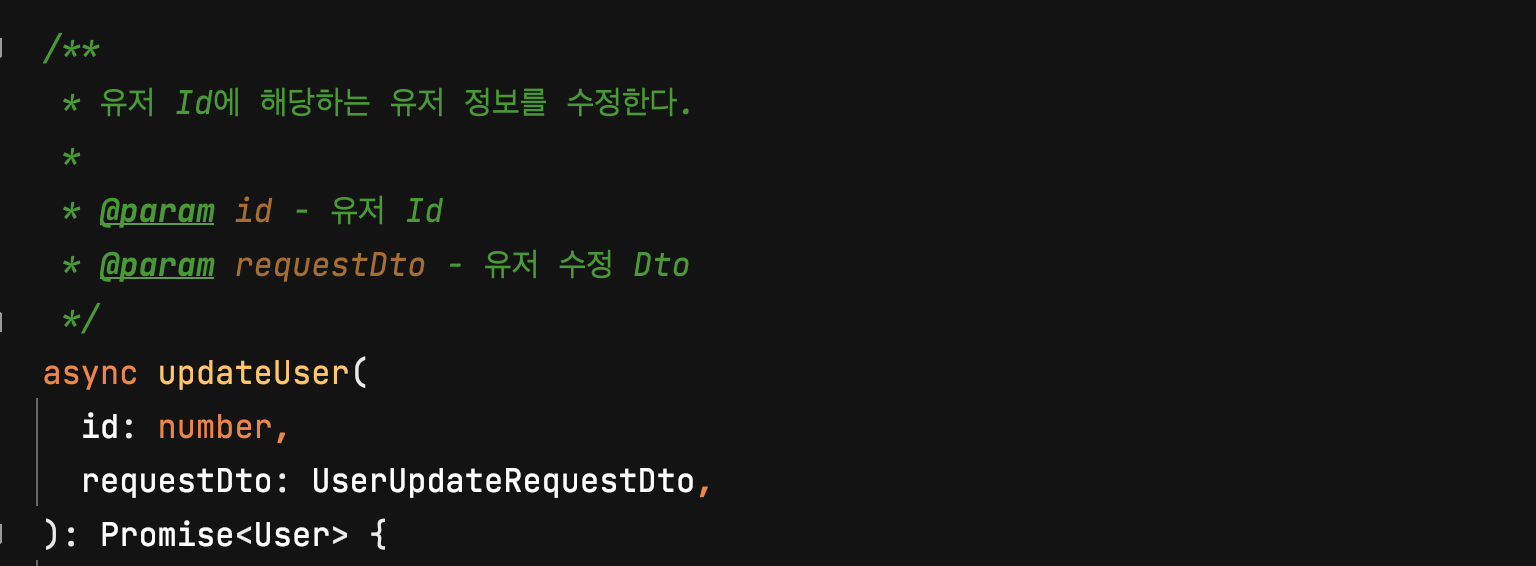 /**
 * 유저 Id에 해당하는 유저 정보를 수정한다.
 *
 * @param id - 유저 Id
 * @param requestDto - 유저 수정 Dto
 */
async updateUser(
  id: number,
  requestDto: UserUpdateRequestDto,
): Promise<User> {